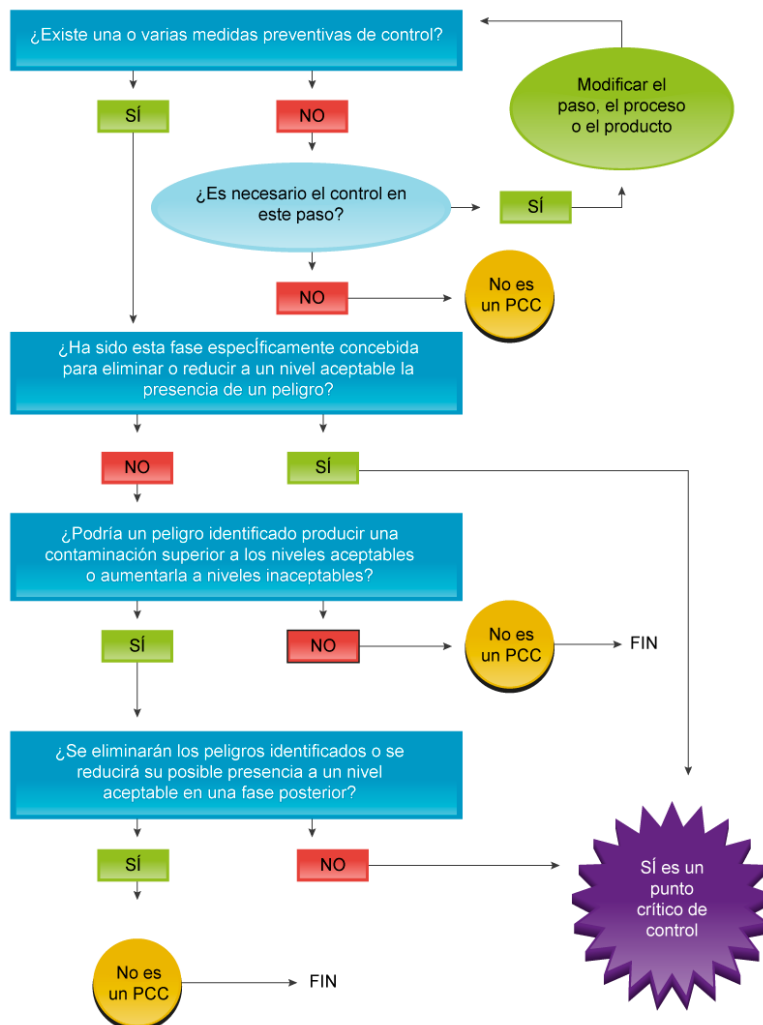 ¿Existe una o varias medidas preventivas de control?
Modificar el
paso, el proceso
o el producto
SÍ
NO
¿Es necesario el control en
este paso?
SÍ
NO
No es
un PCC
¿Ha sido esta fase específicamente concebida
para eliminar o reducir a un nivel aceptable la
presencia de un peligro?
NO
SÍ
¿Podría un peligro identificado producir una
contaminación superior a los niveles aceptables
o aumentarla a niveles inaceptables?
SÍ
NO
No es
un PCC
FIN
¿Se eliminarán los peligros identificados o se
reducirá su posible presencia a un nivel
aceptable en una fase posterior?
SÍ
NO
SÍ es un
punto
crítico de
control
No es
un PCC
FIN